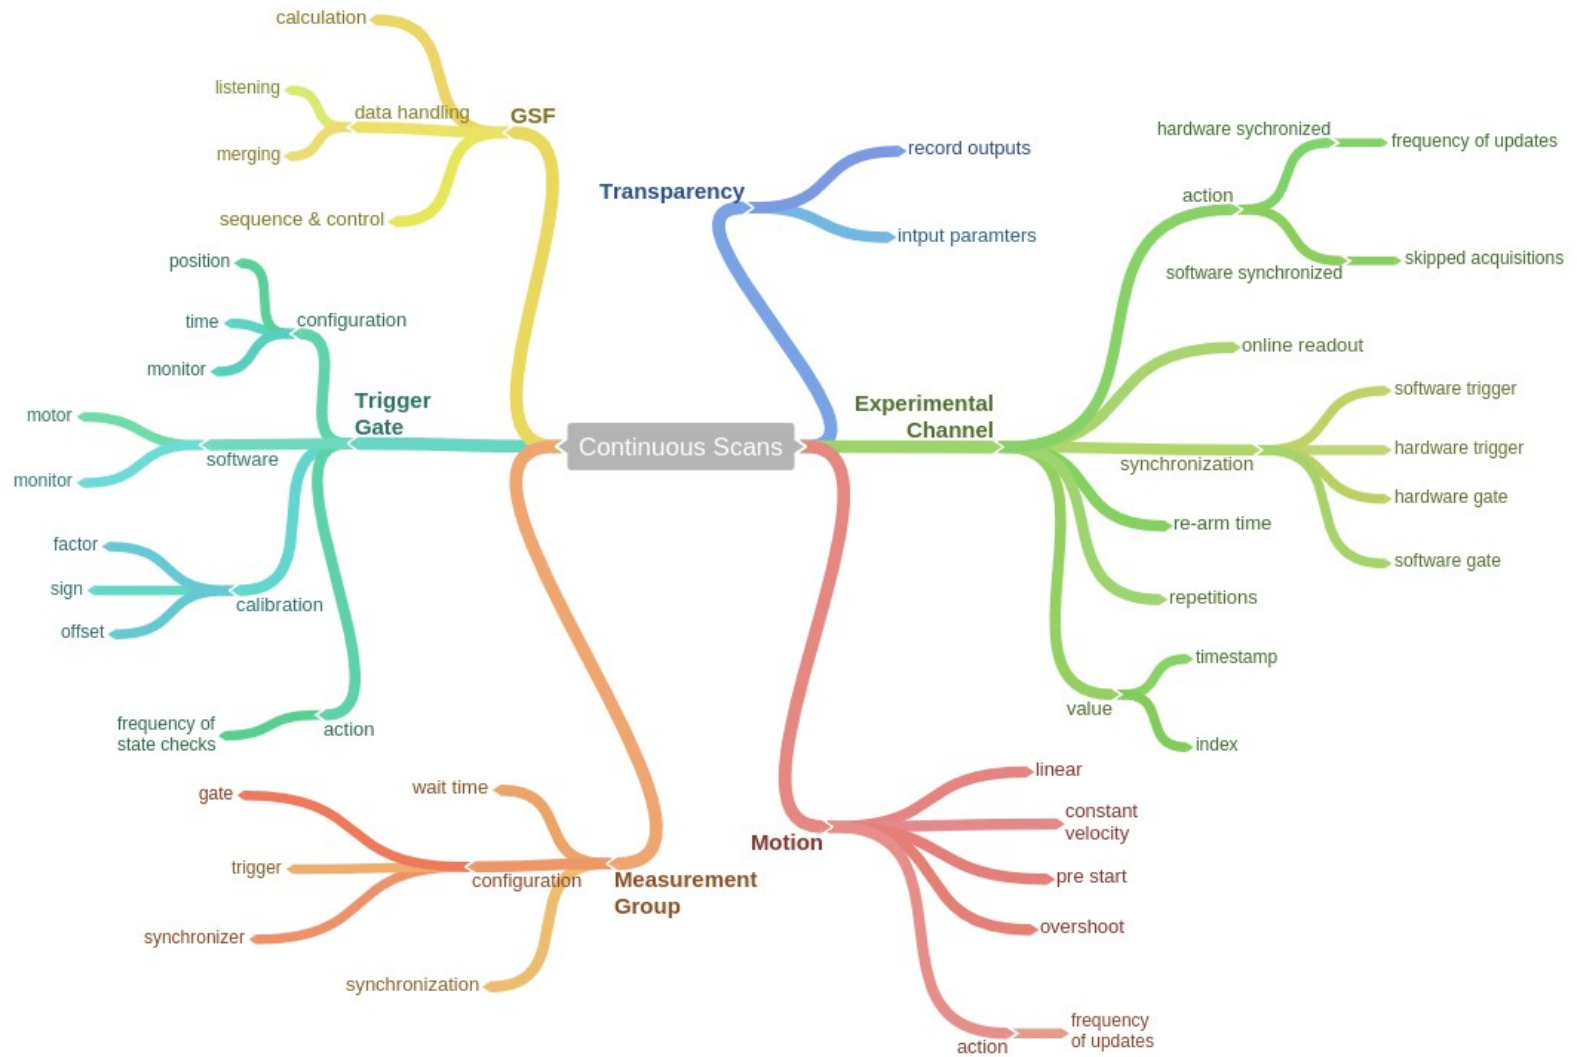 calculation
listening
data handling
GSF
merging
sequence & control
position
time
configuration
monitor
Trigger
Gate
motor
software
monitor
factor
sign
calibration
offset
frequency of
state checks
action
wait time
gate
trigger
configuration
Measurement
Group
synchronizer
synchronization
Continuous Scans
Transparency
record outputs
intput paramters
Experimental
Channel
hardware sychronized
frequency of updates
action
software synchronized
skipped acquisitions
online readout
software trigger
hardware trigger
synchronization
hardware gate
software gate
re-arm time
repetitions
timestamp
value
index
Motion
linear
constant
velocity
pre start
overshoot
action
frequency
of updates